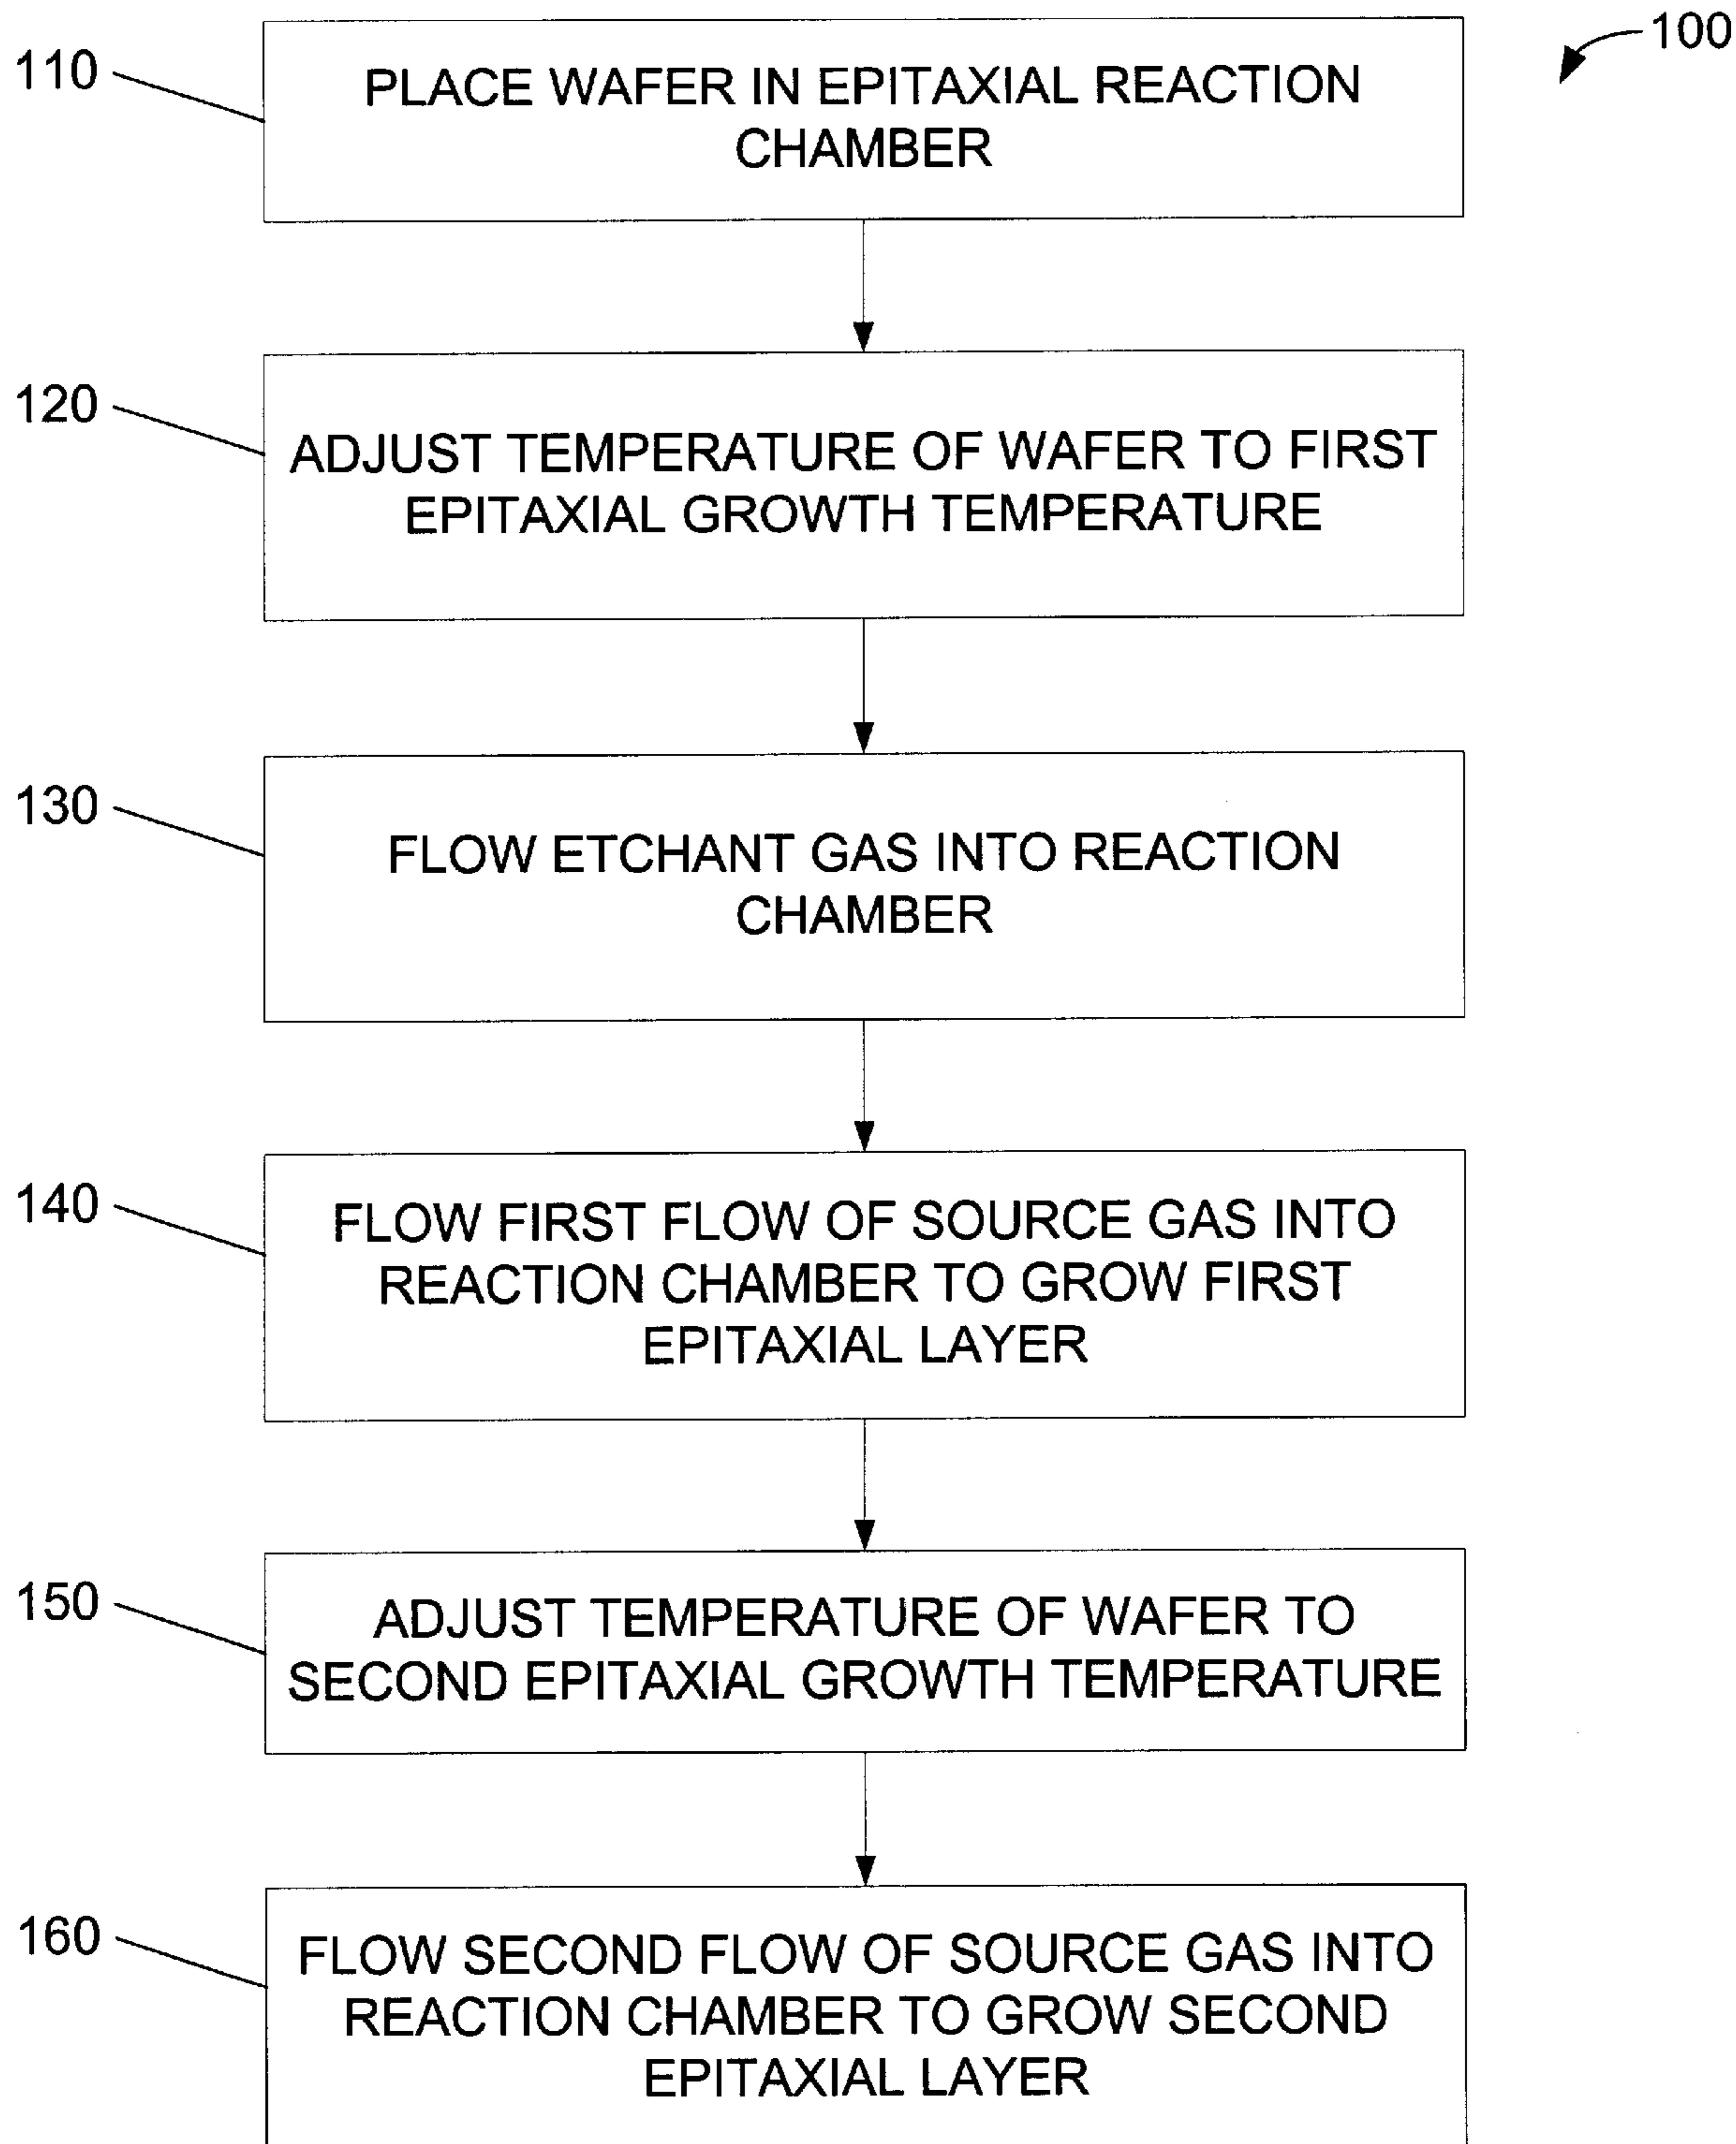 100
110
PLACE WAFER IN EPITAXIAL REACTION
CHAMBER
120
ADJUST TEMPERATURE OF WAFER TO FIRST
EPITAXIAL GROWTH TEMPERATURE
130
FLOW ETCHANT GAS INTO REACTION
CHAMBER
140
FLOW FIRST FLOW OF SOURCE GAS INTO
REACTION CHAMBER TO GROW FIRST
EPITAXIAL LAYER
150
ADJUST TEMPERATURE OF WAFER TO
SECOND EPITAXIAL GROWTH TEMPERATURE
160
FLOW SECOND FLOW OF SOURCE GAS INTO
REACTION CHAMBER TO GROW SECOND
EPITAXIAL LAYER